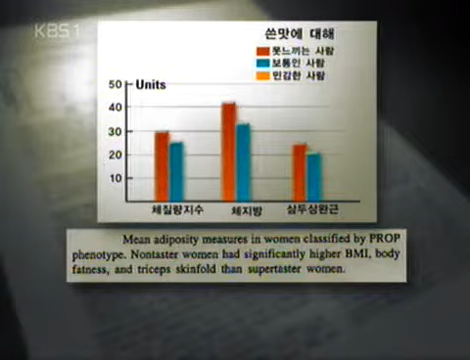 KBS 1
쓴맛에 대해
못느끼는 사람
보통인 사람
민감한 사람
50
Units
40
30
20
10
체질량지수
체지방
삼두상완근
Mean adiposity measures in women classified by PROP
phenotype. Nontaster women had significantly higher BMI, body
fatness, and triceps skinfold than supertaster women.